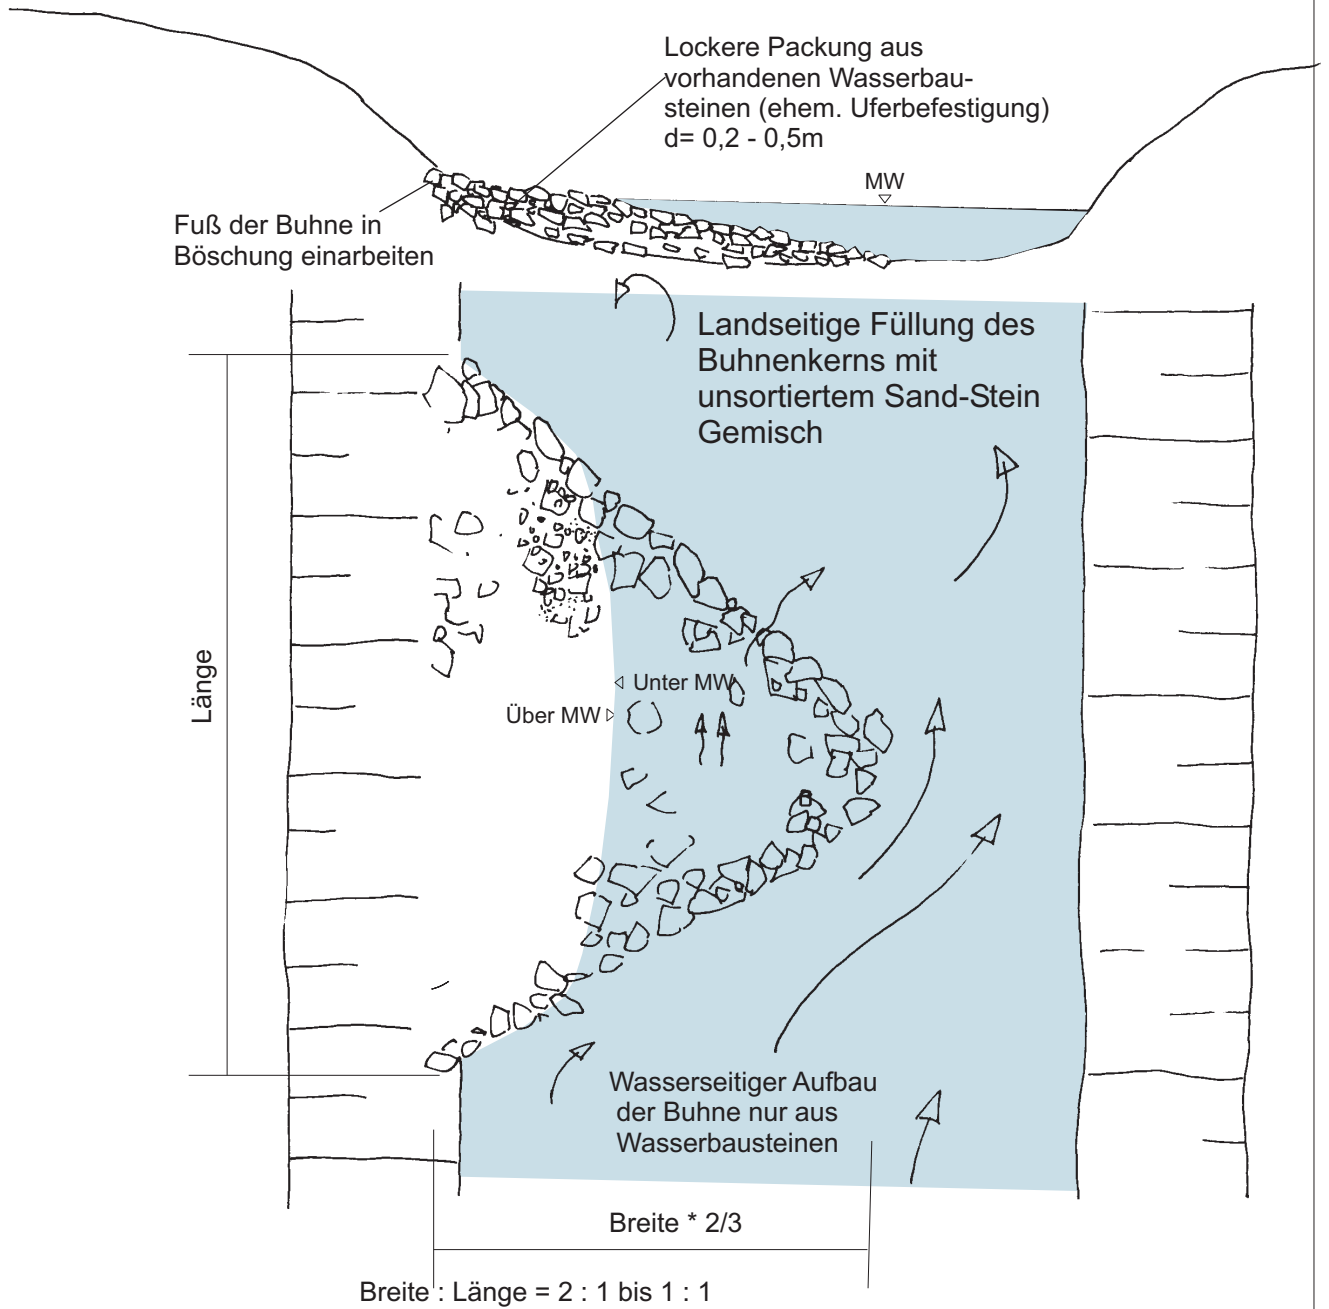 Lockere Packung aus
vorhandenen Wasserbau-
steinen (ehem. Uferbefestigung)
d= 0,2 - 0,5m
MW
Fuß der Buhne in
Böschung einarbeiten
Landseitige Füllung des
Buhnenkerns mit
unsortiertem Sand-Stein
Gemisch
Länge
Unter MW
Über MW
Wasserseitiger Aufbau
der Buhne nur aus
Wasserbausteinen
Breite * 2/3
Breite : Länge = 2 : 1 bis 1 : 1